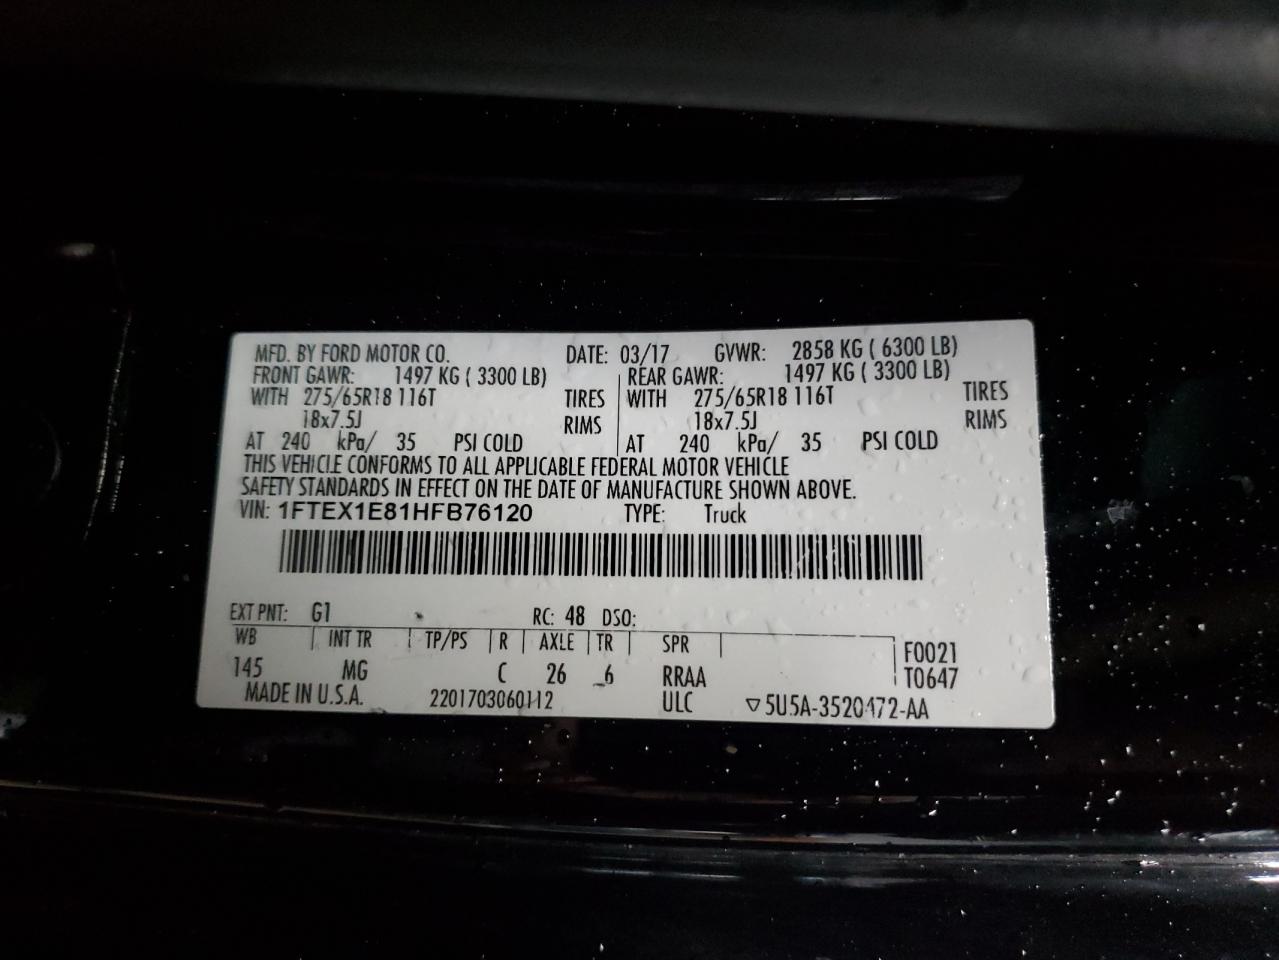 MFD. BY FORD MOTOR CO. DATE: 03/17 GVWR: 2858 KG ( 6300 LB)
FRONT GAWR: 1497 KG ( 3300 LB) REAR GAWR: 1497 KG ( 3300 LB)
WITH 275/65R18 116T TIRES WITH 275/65R18 116T TIRES
18x7.5J RIMS 18x7.5J RIMS
AT 240 kPa/ 35 PSI COLD AT 240 kPa/ 35 PSI COLD
THIS VEHICLE CONFORMS TO ALL APPLICABLE FEDERAL MOTOR VEHICLE
SAFETY STANDARDS IN EFFECT ON THE DATE OF MANUFACTURE SHOWN ABOVE.
VIN: 1FTEX1E81HFB76120 TYPE: Truck
EXT PNT: G1 RC: 48 DSO:
WB INT TR TP/PS R AXLE TR SPR F0021
145 MG C 26 6 RRAA T0647
MADE IN U.S.A. 2201703060112 ULC ▽5U5A-3520472-AA